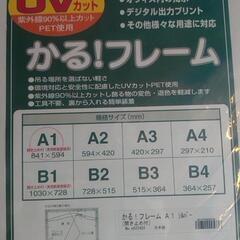 UVカット
紫外線90%以上カット
PET使用
デジタル出力プリント
その他様々な用途に対応
かる!フレーム
吊る場所を選ばない軽さ
環境対応と安全性に配慮したUVカットPET使用
紫外線90%以上カットし飾る物の変色・退色を軽減します
工具不要、裏から入れる簡単装着
規格サイズ(mm)
A1 A2 A3 A4
841×594 594×420 420×297 297×210
B1 B2 B3 B4
1030×728 728×515 515×364 364×257
かる!フレーム A1